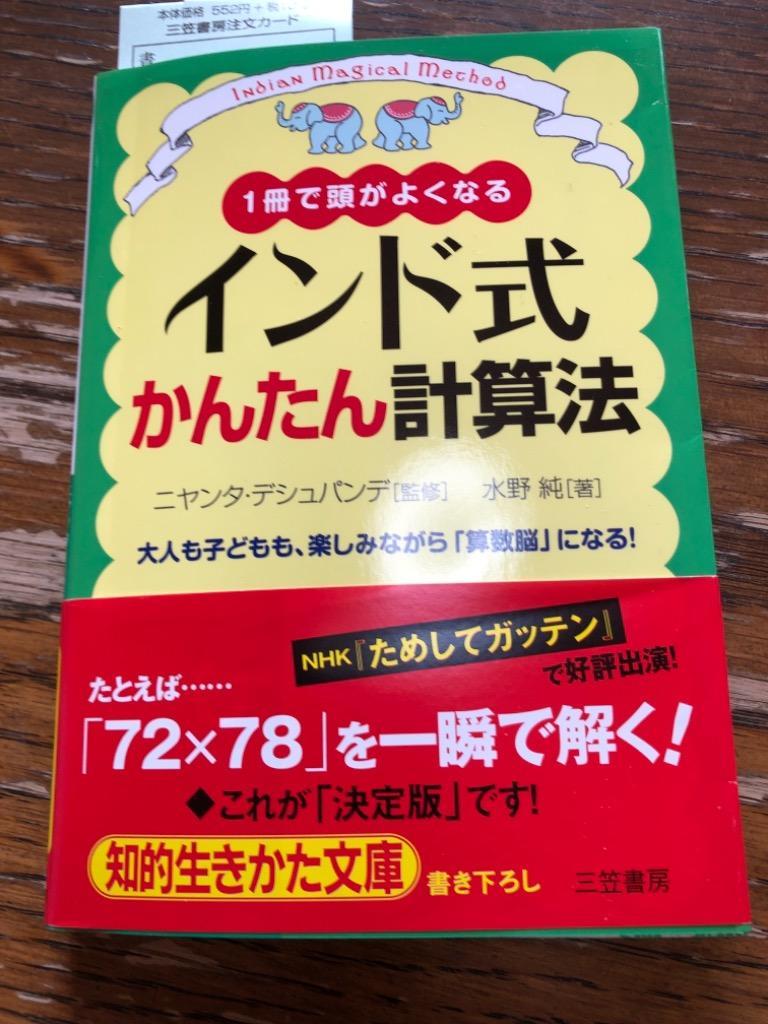 本体価格 552円+税
三笠書房注文カード
書
Indian Magical Method
1冊で頭がよくなる
インド式
かんたん計算法
ニヤンタ・デシュパンデ[監修] 水野 純[著]
大人も子どもも、楽しみながら「算数脳」になる!
NHK『ためしてガッテン』
で好評出演!
たとえば……
「72×78」を一瞬で解く!
◆これが「決定版」です!
知的生きかた文庫 書き下ろし 三笠書房